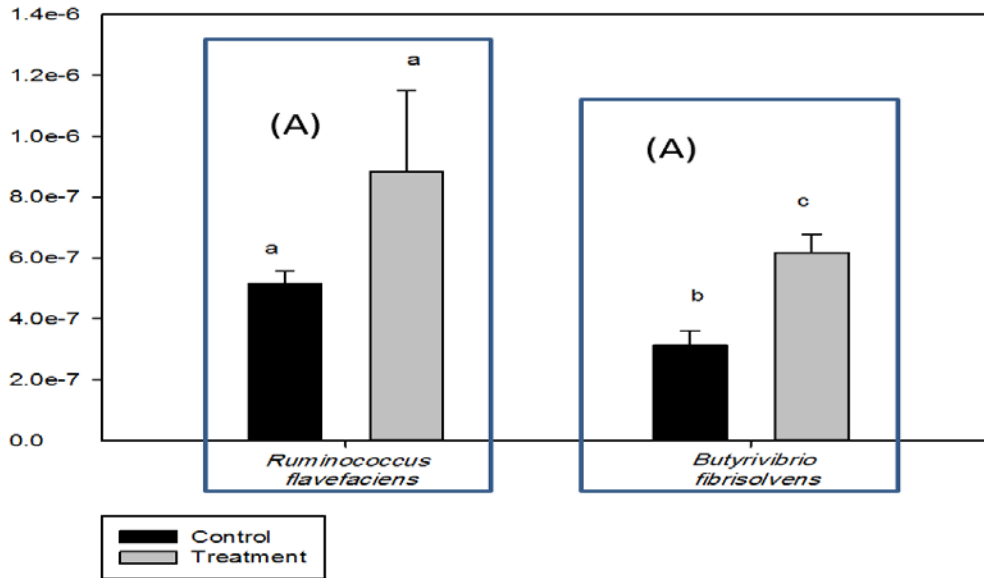 1.4e-6
1.2e-6
1.0e-6
8.0e-7
6.0e-7
4.0e-7
2.0e-7
0.0
(A)
a
a
(A)
b
c
Ruminococcus
flavefaciens
Butyrivibrio
fibrisolvens
Control
Treatment